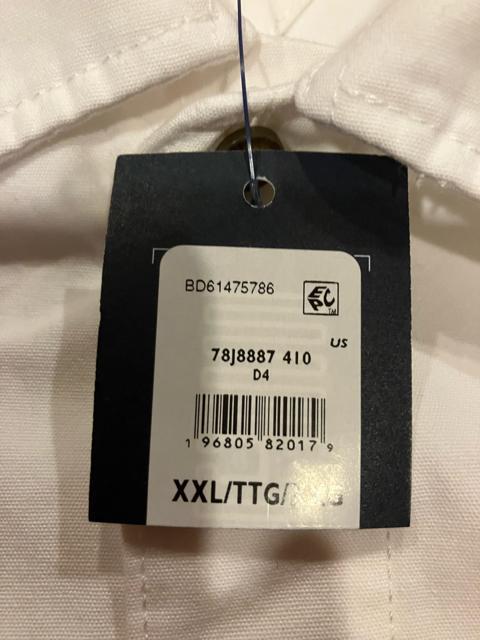 BD61475786
EPC TM
US
78J8887 410
D4
1 96805 82017 9
XXL/TTG/